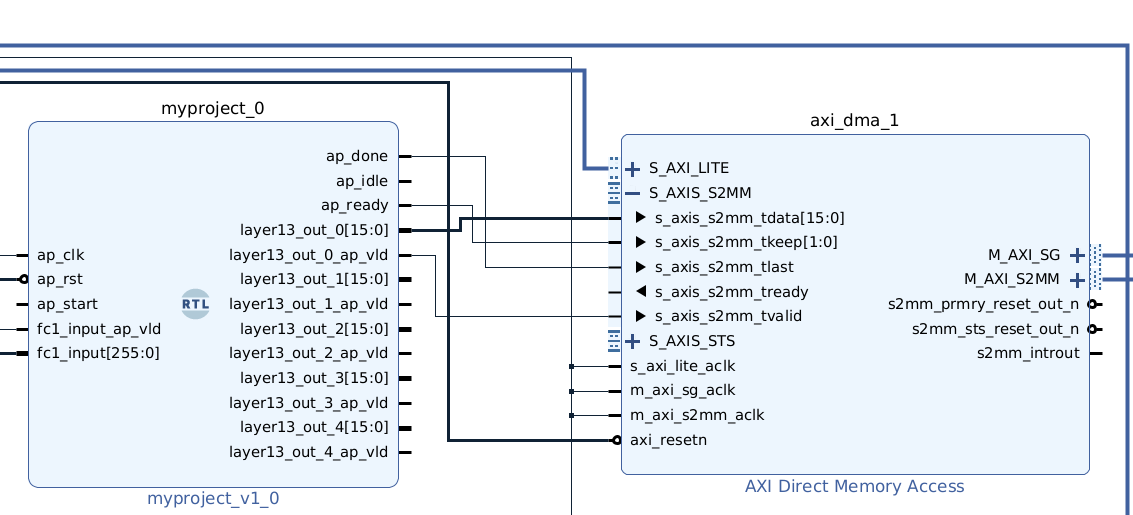 myproject_0
ap_done
ap_idle
ap_ready
layer13_out_0[15:0]
ap_clk
layer13_out_0_ap_vld
ap_rst
layer13_out_1[15:0]
ap_start
RTL
layer13_out_1_ap_vld
fc1_input_ap_vld
layer13_out_2[15:0]
fc1_input[255:0]
layer13_out_2_ap_vld
layer13_out_3[15:0]
layer13_out_3_ap_vld
layer13_out_4[15:0]
layer13_out_4_ap_vld
myproject_v1_0
axi_dma_1
S_AXI_LITE
S_AXIS_S2MM
s_axis_s2mm_tdata[15:0]
s_axis_s2mm_tkeep[1:0]
s_axis_s2mm_tlast
s_axis_s2mm_tready
s_axis_s2mm_tvalid
S_AXIS_STS
s_axi_lite_aclk
m_axi_sg_aclk
m_axi_s2mm_aclk
axi_resetn
M_AXI_SG
M_AXI_S2MM
s2mm_prmry_reset_out_n
s2mm_sts_reset_out_n
s2mm_introut
AXI Direct Memory Access